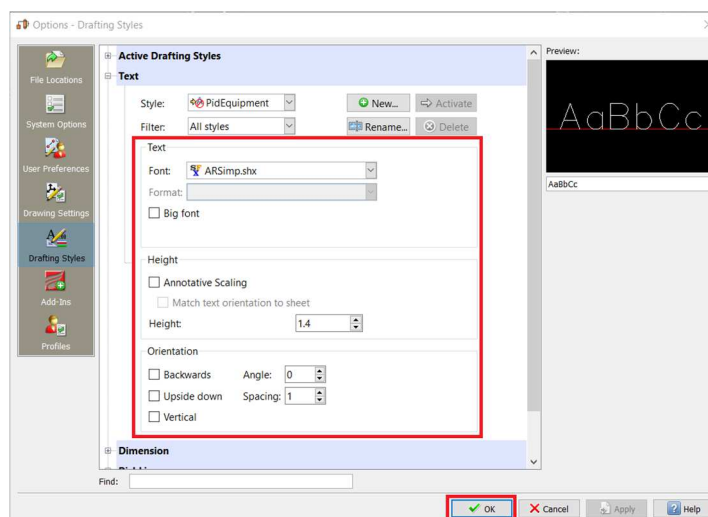 Options - Drafting Styles
File Locations
System Options
User Preferences
Drawing Settings
Drafting Styles
Add-Ins
Profiles
Active Drafting Styles
Text
Style: PidEquipment New... Activate
Filter: All styles Rename... Delete
Text
Font: ARSimp.shx
Format:
Big font
Height
Annotative Scaling
Match text orientation to sheet
Height: 1.4
Orientation
Backwards Angle: 0
Upside down Spacing: 1
Vertical
Dimension
Find:
Preview:
AaBbCc
AaBbCc
OK Cancel Apply Help